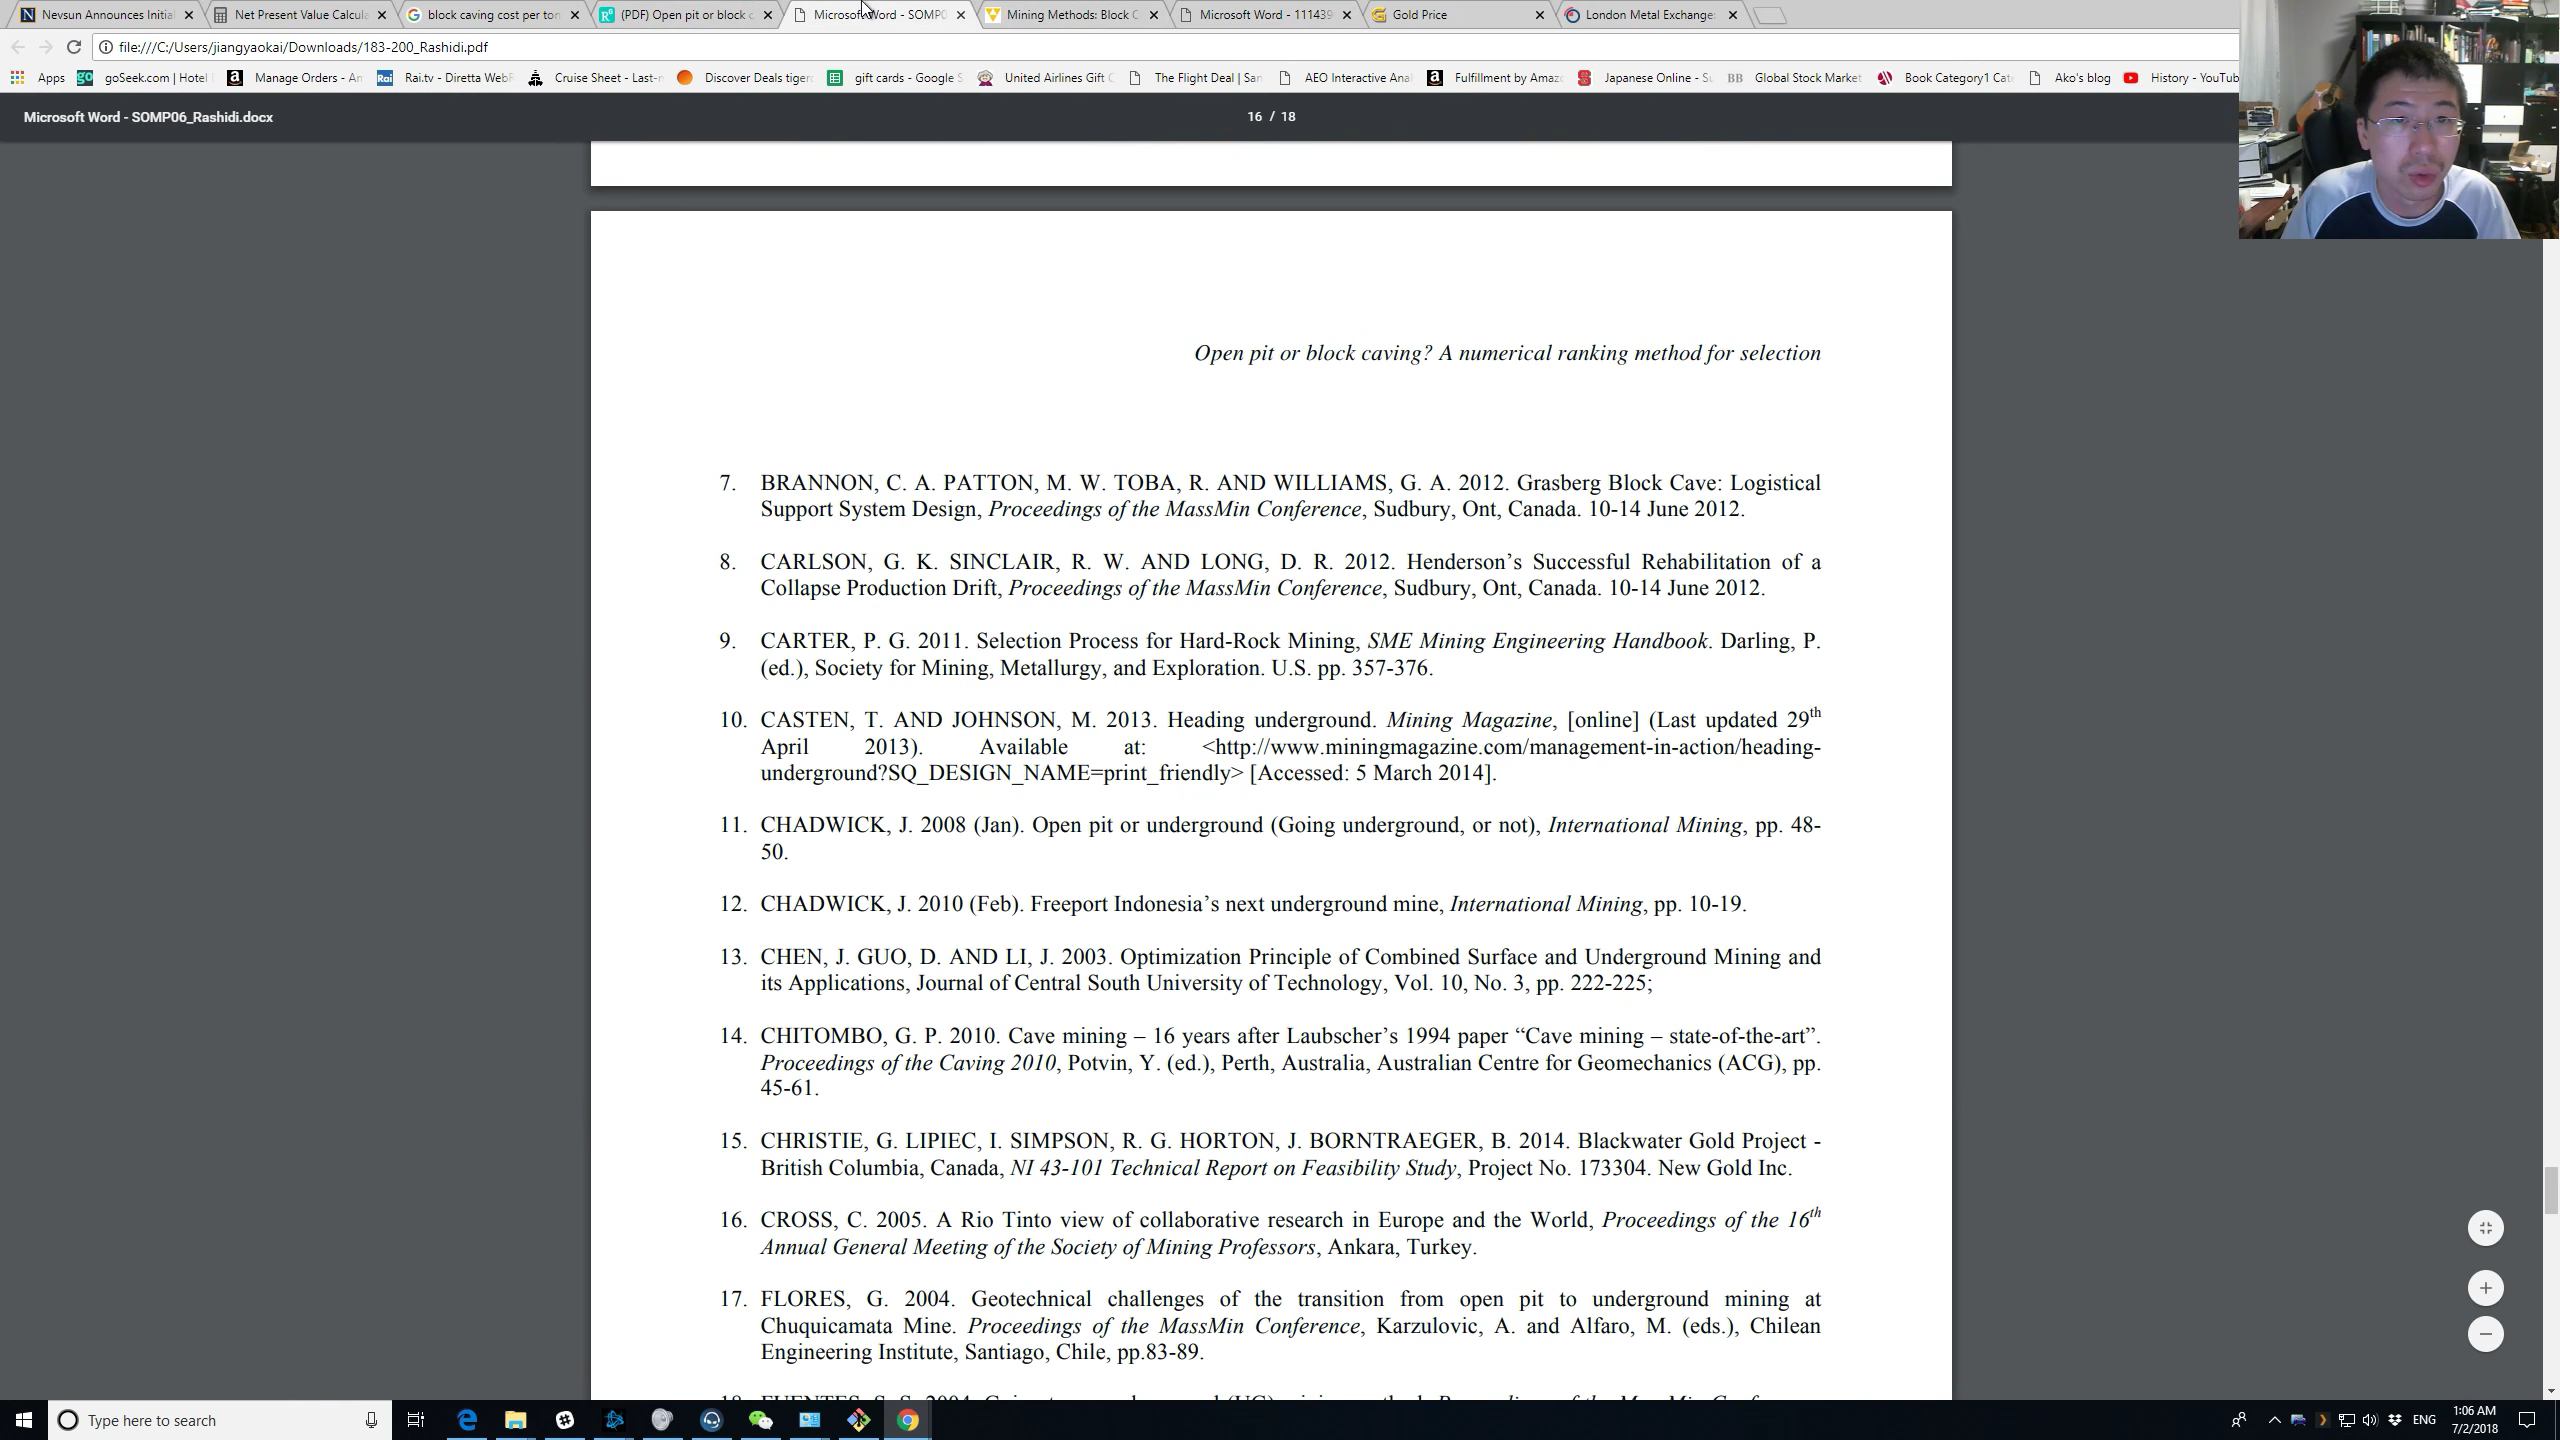 Nevsun Announces Initia
Net Present Value Calcula
block caving cost per ton
(PDF) Open pit or block c
Microsoft Word - SOMP0
Mining Methods: Block C
Microsoft Word - 111439
Gold Price
London Metal Exchange:
file:///C:/Users/jiangyaokai/Downloads/183-200_Rashidi.pdf
Apps
goSeek.com | Hotel
Manage Orders - An
Rai.tv - Diretta WebR
Cruise Sheet - Last-r
Discover Deals tiger
gift cards - Google S
United Airlines Gift C
The Flight Deal | San
AEO Interactive Ana
Fulfillment by Amaz
Japanese Online - Su
BB Global Stock Market
Book Category1 Cate
Ako's blog
History - YouTub
Microsoft Word - SOMP06_Rashidi.docx
16 / 18
Open pit or block caving? A numerical ranking method for selection
7. BRANNON, C. A. PATTON, M. W. TOBA, R. AND WILLIAMS, G. A. 2012. Grasberg Block Cave: Logistical
Support System Design, Proceedings of the MassMin Conference, Sudbury, Ont, Canada. 10-14 June 2012.
8. CARLSON, G. K. SINCLAIR, R. W. AND LONG, D. R. 2012. Henderson’s Successful Rehabilitation of a
Collapse Production Drift, Proceedings of the MassMin Conference, Sudbury, Ont, Canada. 10-14 June 2012.
9. CARTER, P. G. 2011. Selection Process for Hard-Rock Mining, SME Mining Engineering Handbook. Darling, P.
(ed.), Society for Mining, Metallurgy, and Exploration. U.S. pp. 357-376.
10. CASTEN, T. AND JOHNSON, M. 2013. Heading underground. Mining Magazine, [online] (Last updated 29th
April 2013). Available at: <http://www.miningmagazine.com/management-in-action/heading-
underground?SQ_DESIGN_NAME=print_friendly> [Accessed: 5 March 2014].
11. CHADWICK, J. 2008 (Jan). Open pit or underground (Going underground, or not), International Mining, pp. 48-
50.
12. CHADWICK, J. 2010 (Feb). Freeport Indonesia’s next underground mine, International Mining, pp. 10-19.
13. CHEN, J. GUO, D. AND LI, J. 2003. Optimization Principle of Combined Surface and Underground Mining and
its Applications, Journal of Central South University of Technology, Vol. 10, No. 3, pp. 222-225;
14. CHITOMBO, G. P. 2010. Cave mining – 16 years after Laubscher’s 1994 paper “Cave mining – state-of-the-art”.
Proceedings of the Caving 2010, Potvin, Y. (ed.), Perth, Australia, Australian Centre for Geomechanics (ACG), pp.
45-61.
15. CHRISTIE, G. LIPIEC, I. SIMPSON, R. G. HORTON, J. BORNTRAEGER, B. 2014. Blackwater Gold Project -
British Columbia, Canada, NI 43-101 Technical Report on Feasibility Study, Project No. 173304. New Gold Inc.
16. CROSS, C. 2005. A Rio Tinto view of collaborative research in Europe and the World, Proceedings of the 16th
Annual General Meeting of the Society of Mining Professors, Ankara, Turkey.
17. FLORES, G. 2004. Geotechnical challenges of the transition from open pit to underground mining at
Chuquicamata Mine. Proceedings of the MassMin Conference, Karzulovic, A. and Alfaro, M. (eds.), Chilean
Engineering Institute, Santiago, Chile, pp.83-89.
Type here to search
ENG
1:06 AM
7/2/2018